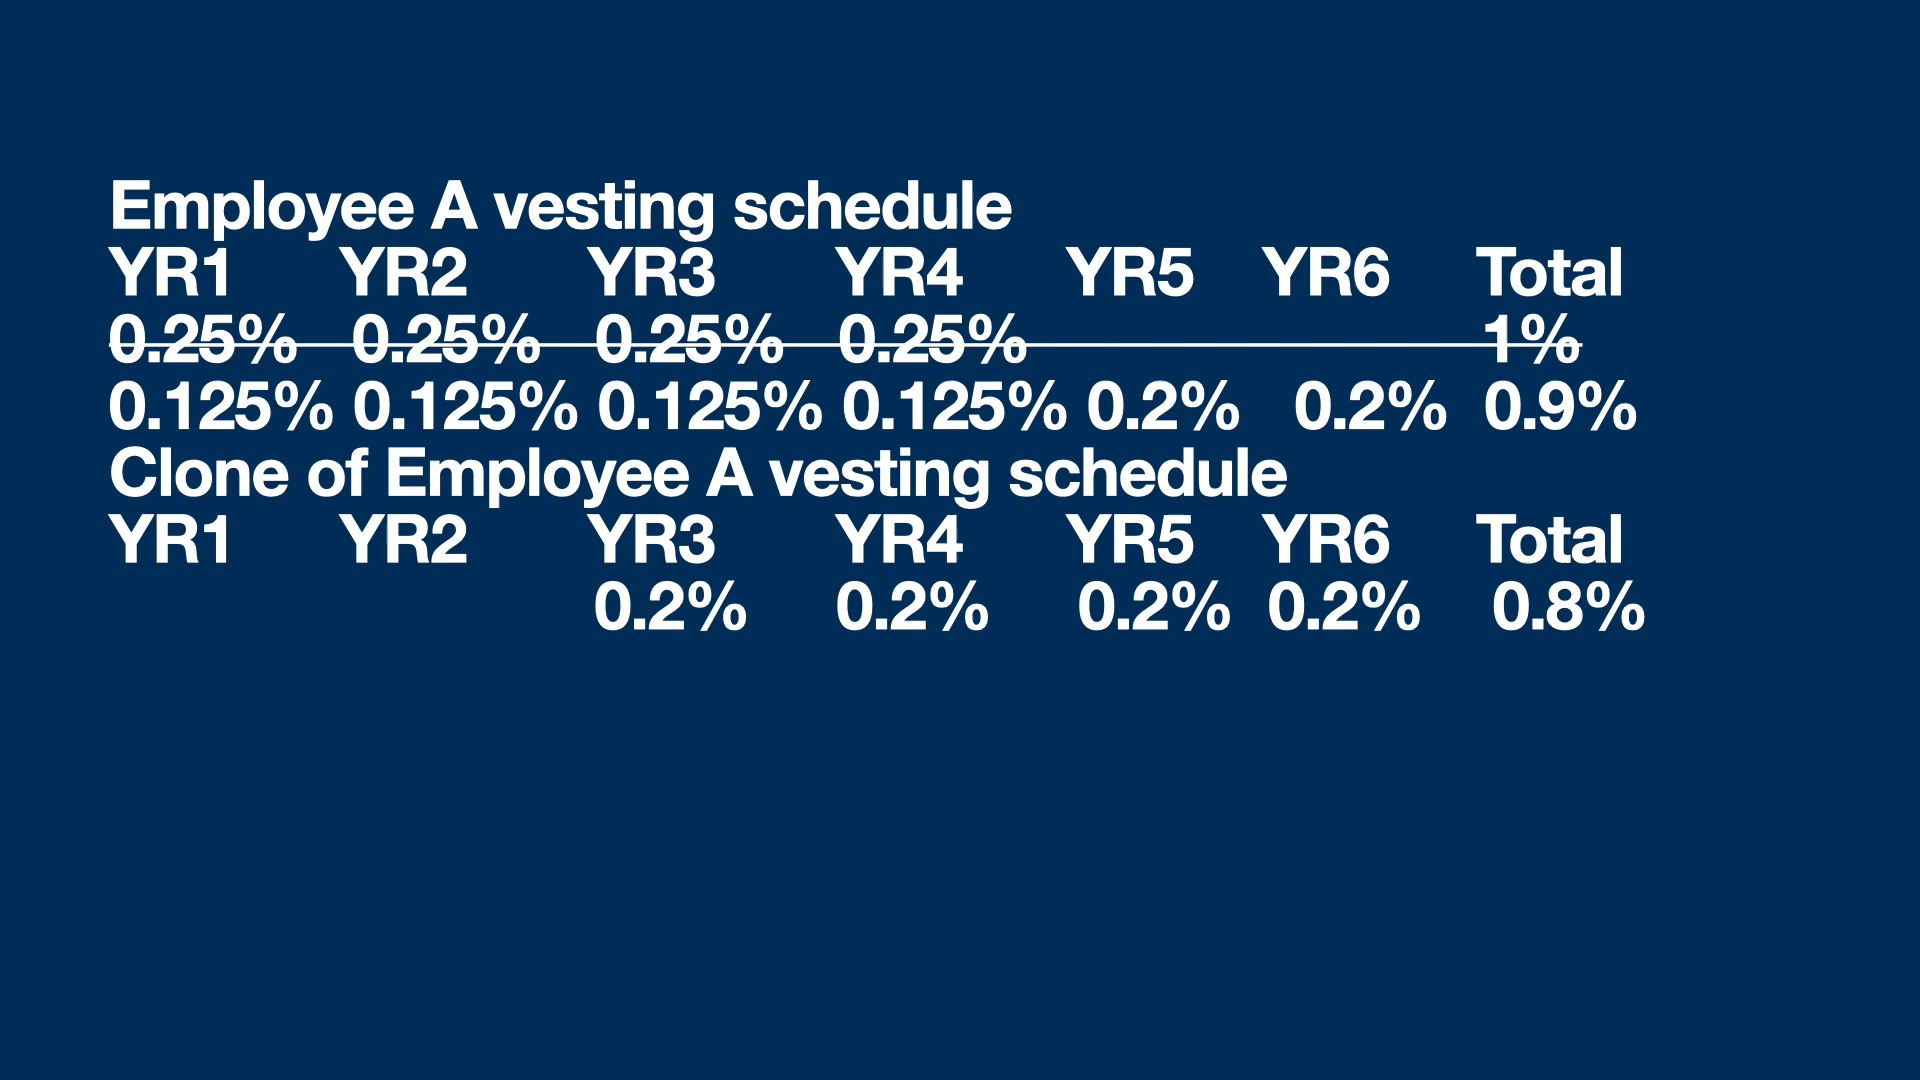 Employee A vesting schedule
YR1 YR2 YR3 YR4 YR5 YR6 Total
0.25% 0.25% 0.25% 0.25% 1%
0.125% 0.125% 0.125% 0.125% 0.2% 0.2% 0.9%
Clone of Employee A vesting schedule
YR1 YR2 YR3 YR4 YR5 YR6 Total
0.2% 0.2% 0.2% 0.2% 0.8%